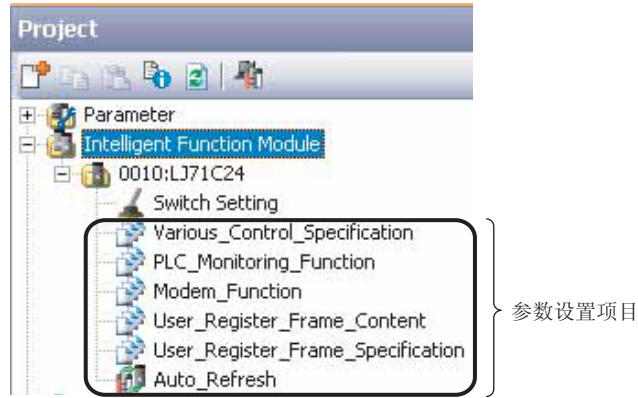 Project
Parameter
Intelligent Function Module
0010:LJ71C24
Switch Setting
Various_Control_Specification
PLC_Monitoring_Function
Modem_Function
User_Register_Frame_Content
User_Register_Frame_Specification
Auto_Refresh
参数设置项目